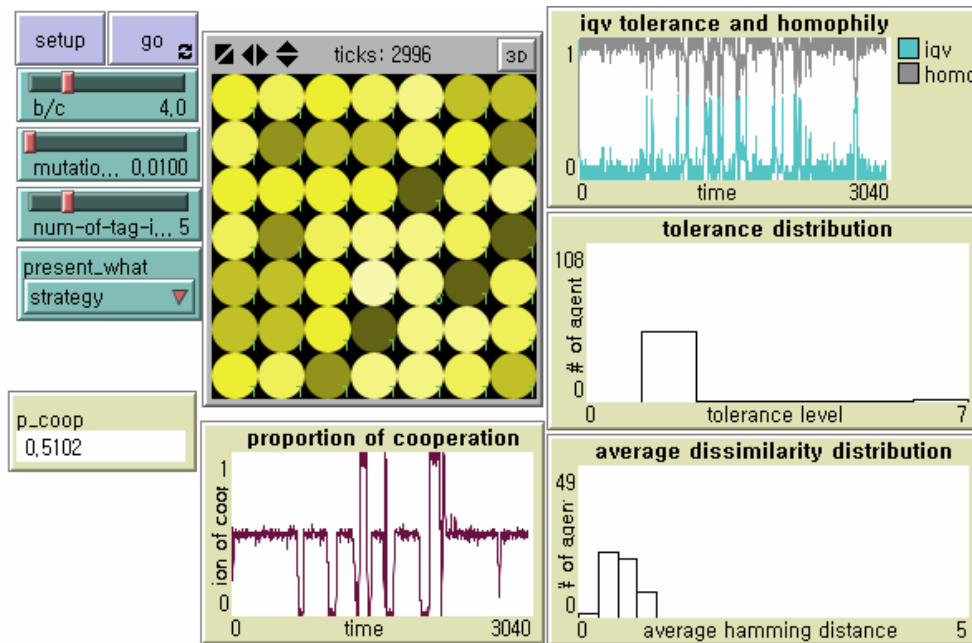 setup
go
b/c 4,0
mutatio... 0,0100
num-of-tag-i... 5
present_what
strategy
p_coop
0,5102
ticks: 2996
3D
proportion of cooperation
1
ion of coor
0
0 time 3040
iqv tolerance and homophily
1
0
0 time 3040
iqv
homo
tolerance distribution
108
# of agent
0
0 tolerance level 7
average dissimilarity distribution
49
# of agent
0
0 average hamming distance 5